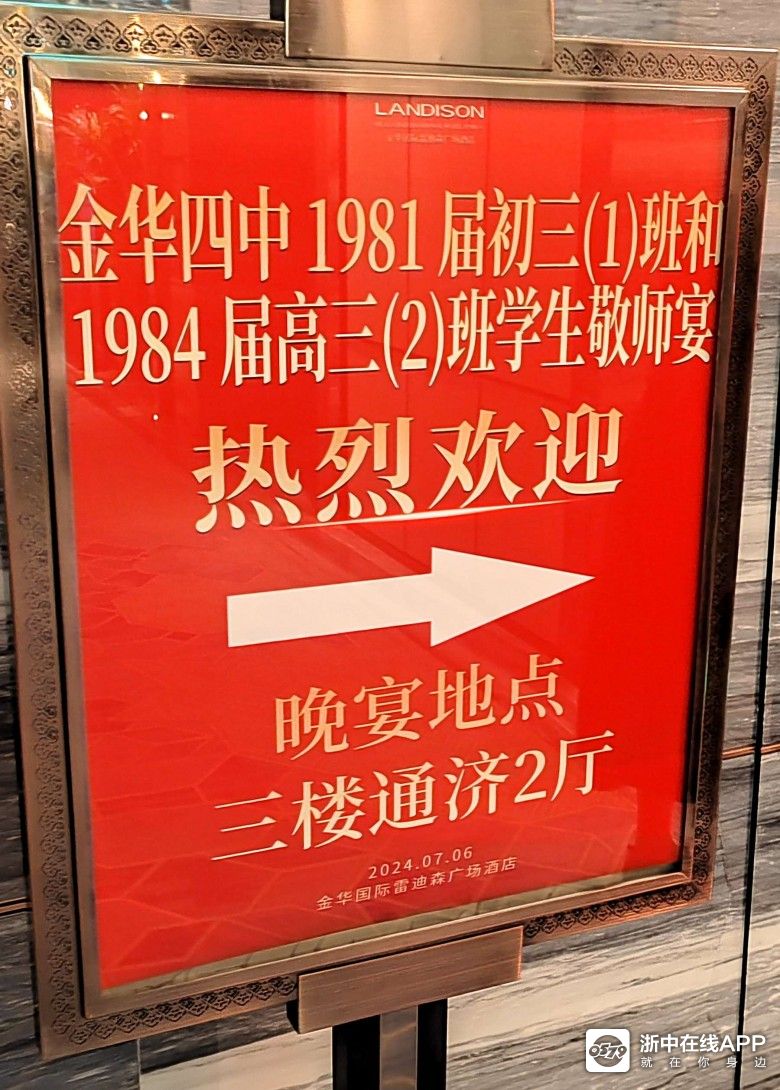 LANDISON
金华四中 1981 届初三(1)班和
1984 届高三(2)班学生敬师宴
热烈欢迎
晚宴地点
三楼通济2厅
2024.07.06
金华国际雷迪森广场酒店
浙中在线APP
就在你身边